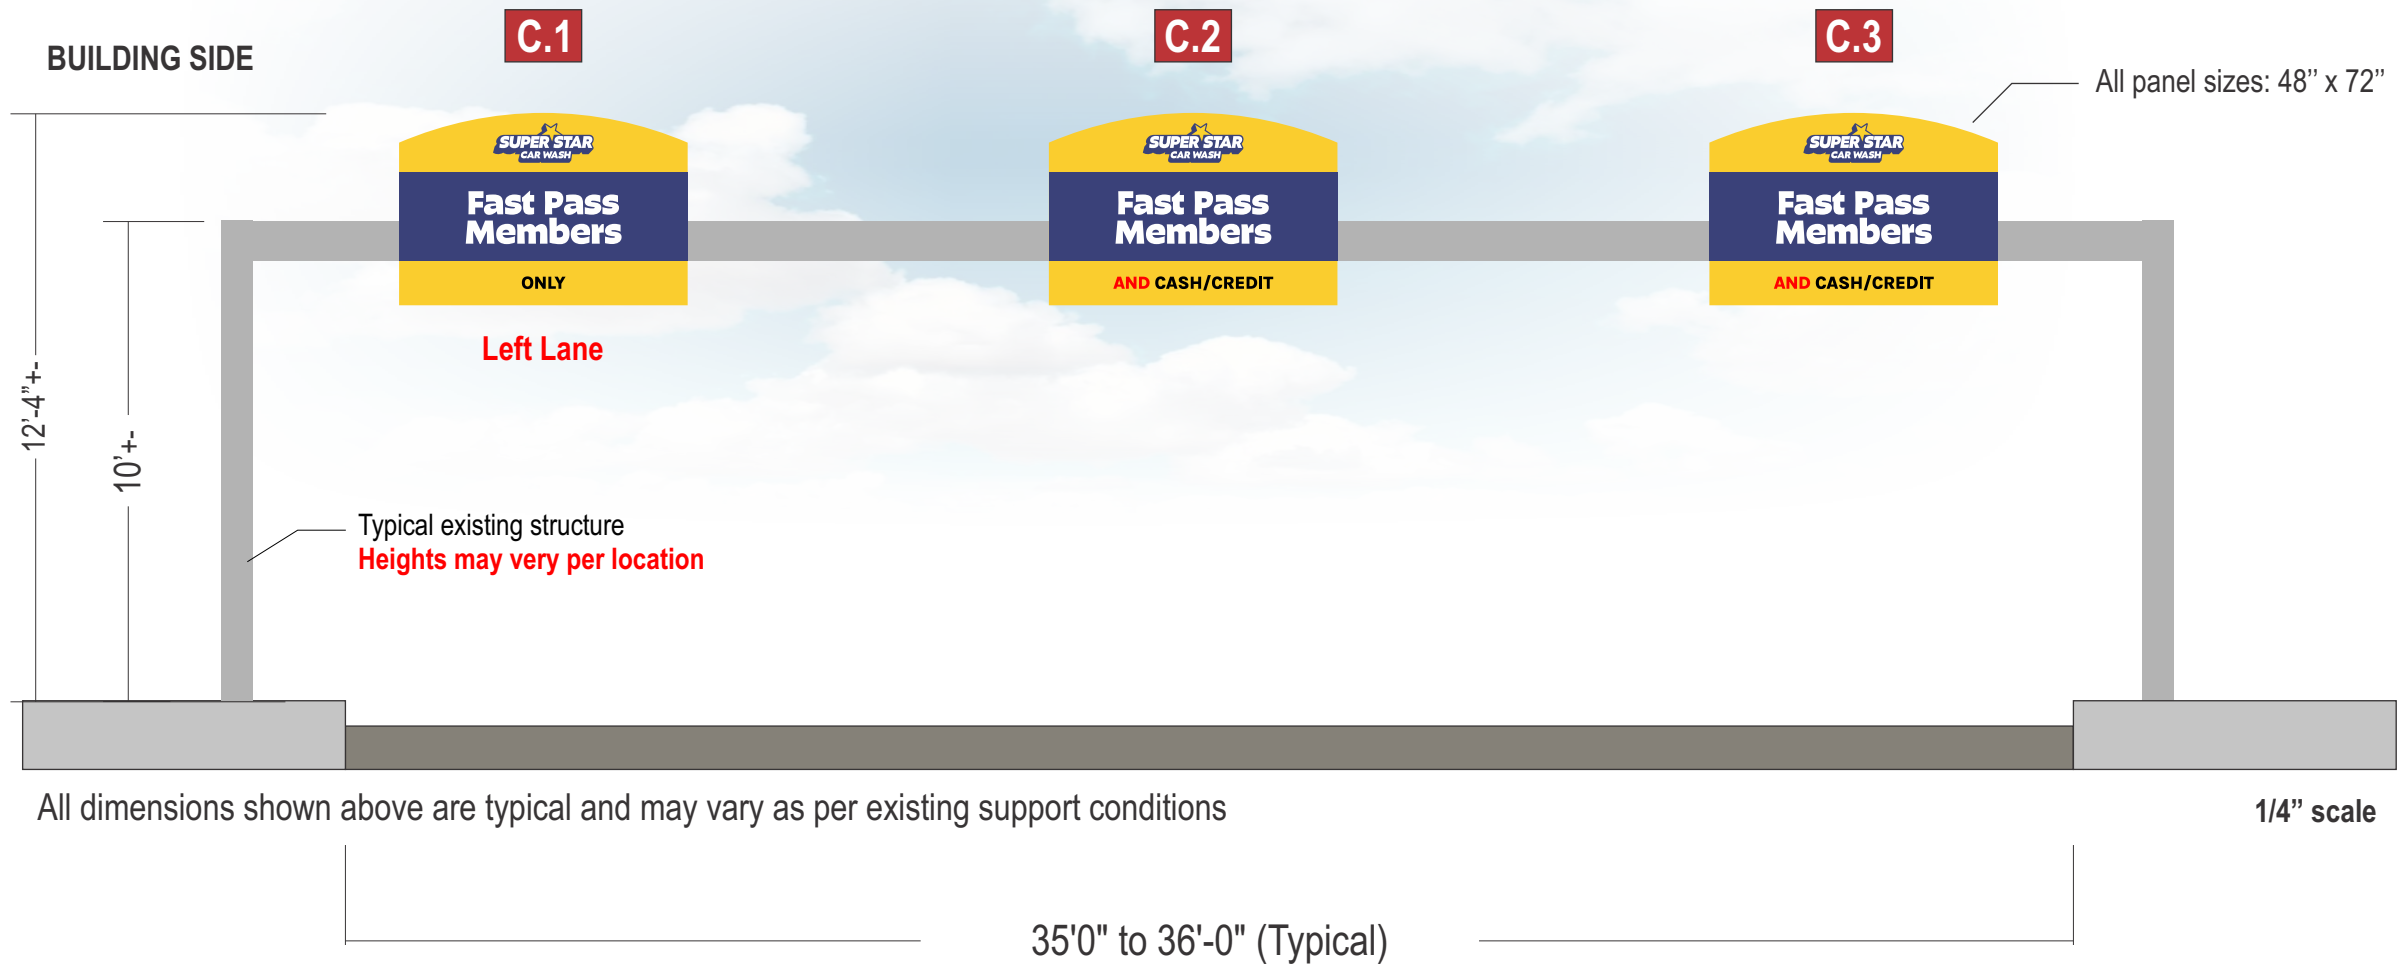 C.1
C.2
C.3
BUILDING SIDE
All panel sizes: 48’’ x 72’’
SUPER STAR
CAR WASH
Fast Pass
Members
ONLY
SUPER STAR
CAR WASH
Fast Pass
Members
AND CASH/CREDIT
SUPER STAR
CAR WASH
Fast Pass
Members
AND CASH/CREDIT
Left Lane
12’-4”+-
10’+-
Typical existing structure
Heights may very per location
All dimensions shown above are typical and may vary as per existing support conditions
1/4” scale
35'0" to 36'-0" (Typical)